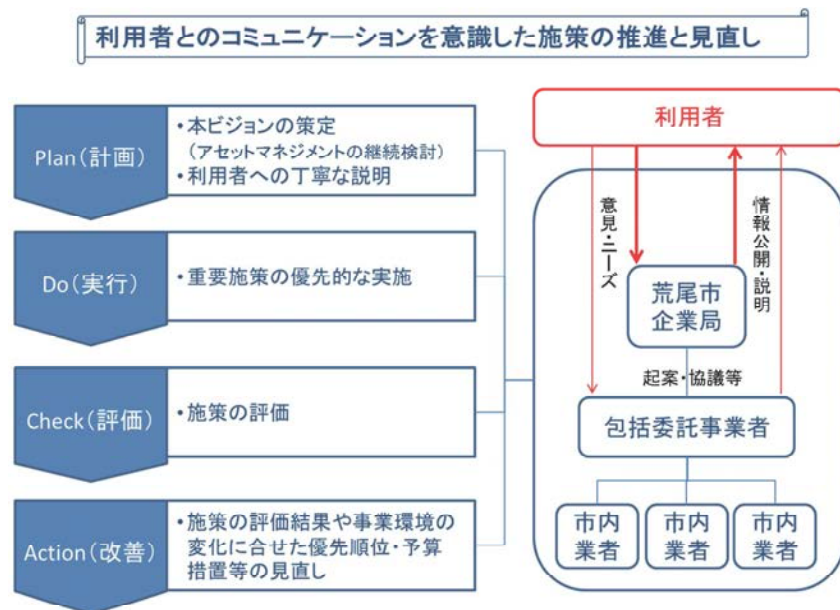 利用者とのコミュニケーションを意識した施策の推進と見直し
Plan(計画)
・本ビジョンの策定
(アセットマネジメントの継続検討)
・利用者への丁寧な説明
Do(実行)
・重要施策の優先的な実施
Check(評価)
・施策の評価
Action(改善)
・施策の評価結果や事業環境の
変化に合せた優先順位・予算
措置等の見直し
利用者
意見・ニーズ
情報公開・説明
荒尾市
企業局
起案・協議等
包括委託事業者
市内
業者
市内
業者
市内
業者